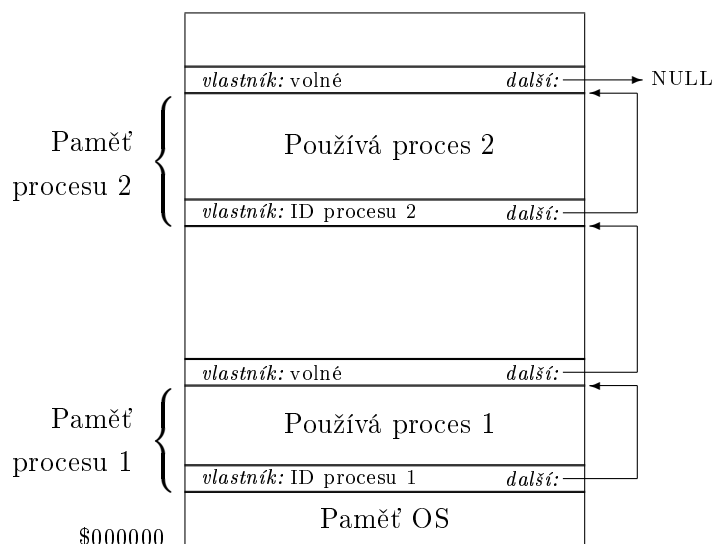 vlastník: volné další: NULL
Paměť
procesu 2
Používá proces 2
vlastník: ID procesu 2 další:
vlastník: volné další:
Paměť
procesu 1
Používá proces 1
vlastník: ID procesu 1 další:
Paměť OS
$000000